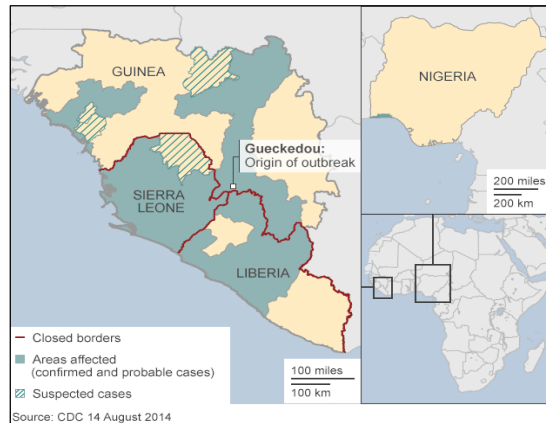 GUINEA
Gueckedou:
Origin of outbreak
SIERRA
LEONE
LIBERIA
Closed borders
Areas affected
(confirmed and probable cases)
Suspected cases
100 miles
100 km
NIGERIA
200 miles
200 km
Source: CDC 14 August 2014